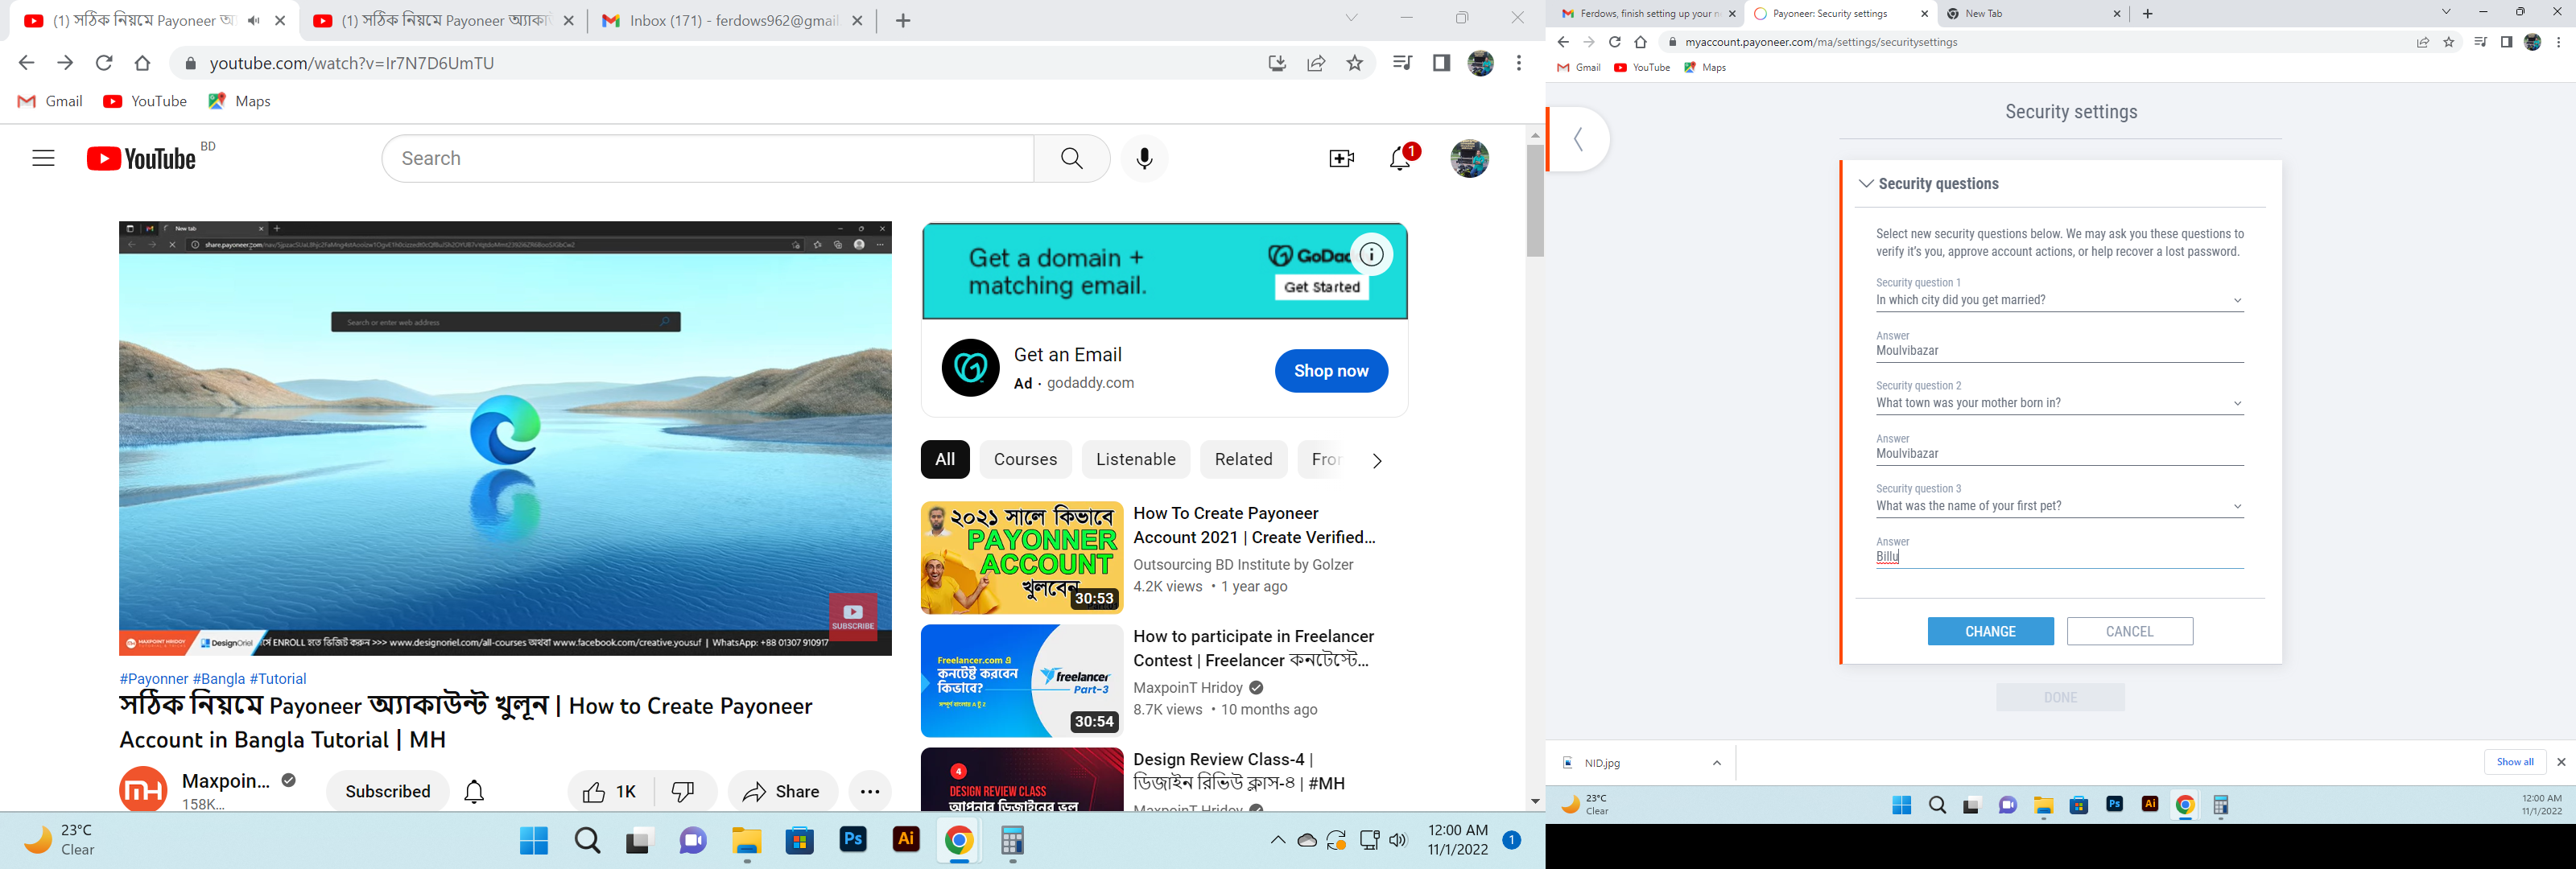 (1) সঠিক নিয়মে Payoneer অ্যা
(1) সঠিক নিয়মে Payoneer অ্যাকাউ
Inbox (171) - ferdows962@gmail.
youtube.com/watch?v=Ir7N7D6UmTU
Gmail
YouTube
Maps
YouTube BD
Search
1
New tab
Search or enter web address
SUBSCRIBE
MAXPOINT HRIDOY
DesignOriel
র্সে ENROLL হতে ভিজিট করুন >>> www.designoriel.com/all-courses অথবা www.facebook.com/creative.yousuf | WhatsApp: +88 01307 910917
#Payonner #Bangla #Tutorial
সঠিক নিয়মে Payoneer অ্যাকাউন্ট খুলুন | How to Create Payoneer
Account in Bangla Tutorial | MH
MH
Maxpoin...
158K...
Subscribed
1K
Share
Get a domain +
matching email.
GoDad
Get Started
Get an Email
Ad · godaddy.com
Shop now
All
Courses
Listenable
Related
Fror
২০২১ সালে কিভাবে
PAYONNER
ACCOUNT
খুলবেন
30:53
How To Create Payoneer
Account 2021 | Create Verified...
Outsourcing BD Institute by Golzer
4.2K views • 1 year ago
Freelancer.com এ
কনটেস্ট করবেন
কিভাবে?
freelancer
Part-3
30:54
How to participate in Freelancer
Contest | Freelancer কনটেস্টে...
MaxpoinT Hridoy
8.7K views • 10 months ago
4
DESIGN REVIEW CLASS
আপনার ডিজাইনের ভুল
Design Review Class-4 |
ডিজাইন রিভিউ ক্লাস-৪ | #MH
MaxpoinT Hridoy
23°C
Clear
Ps
Ai
12:00 AM
11/1/2022
1
Ferdows, finish setting up your n
Payoneer: Security settings
New Tab
myaccount.payoneer.com/ma/settings/securitysettings
Gmail
YouTube
Maps
Security settings
Security questions
Select new security questions below. We may ask you these questions to
verify it's you, approve account actions, or help recover a lost password.
Security question 1
In which city did you get married?
Answer
Moulvibazar
Security question 2
What town was your mother born in?
Answer
Moulvibazar
Security question 3
What was the name of your first pet?
Answer
Billu
CHANGE
CANCEL
DONE
NID.jpg
Show all
23°C
Clear
Ps
Ai
12:00 AM
11/1/2022